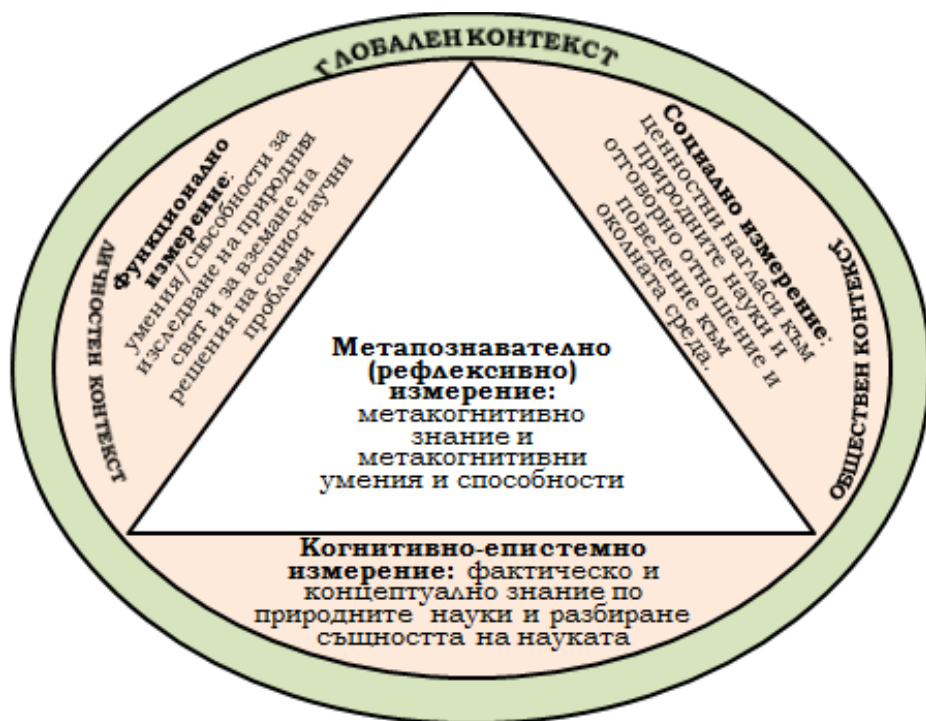 ГЛОБАЛЕН КОНТЕКСТ
ЛИЧНОСТЕН КОНТЕКСТ
Функционално
измерение:
умения/способности за
изследване на природния
свят и за вземане на
решения на социо-научни
проблеми
Социално измерение:
ценностни нагласи към
природните науки и
отговорно отношение и
поведение към
околната среда.
ОБЩЕСТВЕН КОНТЕКСТ
Метапознавателно
(рефлексивно)
измерение:
метакогнитивно
знание и
метакогнитивни
умения и способности
Когнитивно-епистемно
измерение: фактическо и
концептуално знание по
природните науки и разбиране
същността на науката